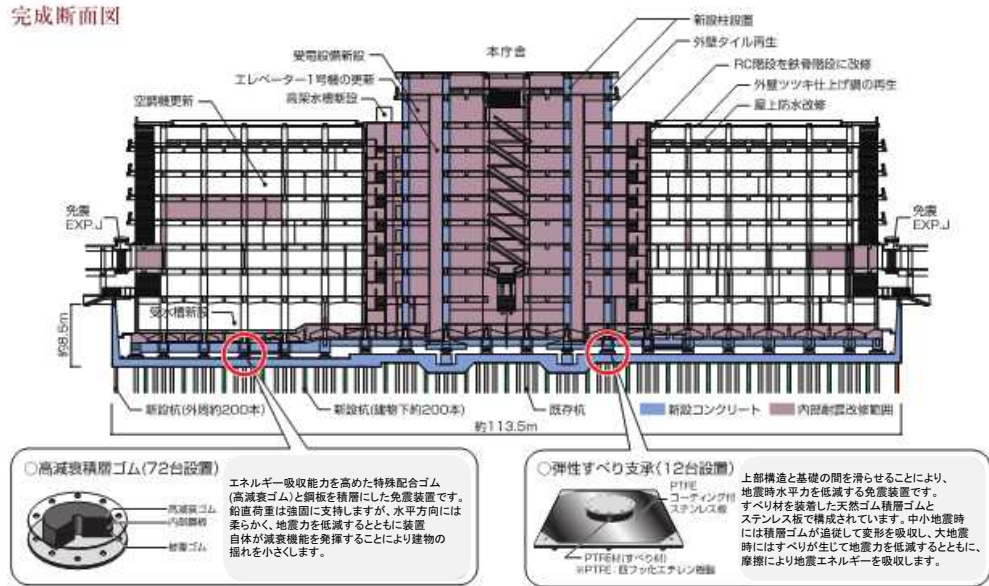 完成断面図
本庁舎
新設柱設置
外壁タイル再生
RC階段を鉄骨階段に改修
外壁ツツキ仕上げ調の再生
屋上防水改修
受電設備新設
エレベーター1号機の更新
高架水槽新設
空調機更新
免震
EXP.J
免震
EXP.J
受水槽新設
約8.5m
新設杭(外周約200本)
新設杭(建物下約200本)
既存杭
新設コンクリート
内部耐震改修範囲
約113.5m
○高減衰積層ゴム(72台設置)
高減衰ゴム
内部鋼板
被覆ゴム
エネルギー吸収能力を高めた特殊配合ゴム
(高減衰ゴム)と鋼板を積層にした免震装置です。
鉛直荷重は強固に支持しますが、水平方向には
柔らかく、地震力を低減するとともに装置
自体が減衰機能を発揮することにより建物の
揺れを小さくします。
○弾性すべり支承(12台設置)
PTFE
コーティング付
ステンレス板
PTFE材(すべり材)
※PTFE:四フッ化エチレン樹脂
上部構造と基礎の間を滑らせることにより、
地震時水平力を低減する免震装置です。
すべり材を装着した天然ゴム積層ゴムと
ステンレス板で構成されています。中小地震時
には積層ゴムが追従して変形を吸収し、大地震
時にはすべりが生じて地震力を低減するとともに、
摩擦により地震エネルギーを吸収します。